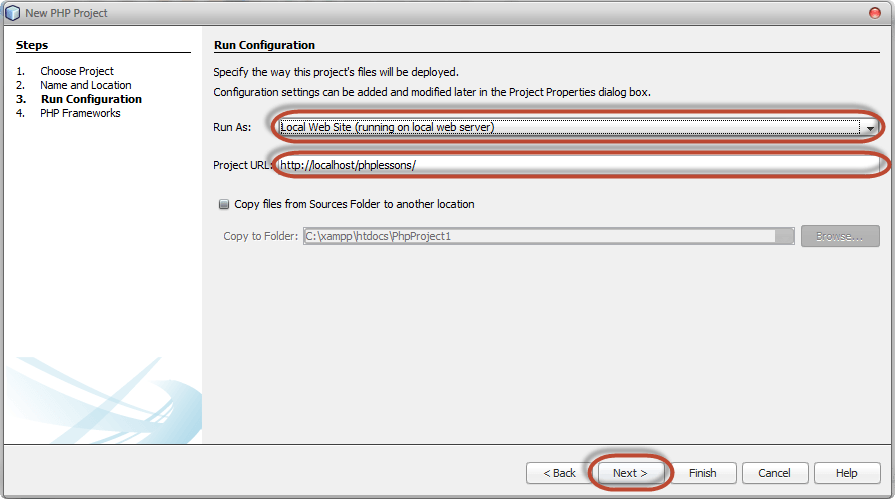 New PHP Project
Steps
1. Choose Project
2. Name and Location
3. Run Configuration
4. PHP Frameworks
Run Configuration
Specify the way this project's files will be deployed.
Configuration settings can be added and modified later in the Project Properties dialog box.
Run As: Local Web Site (running on local web server)
Project URL: http://localhost/phplessons/
Copy files from Sources Folder to another location
Copy to Folder: C:\xampp\htdocs\PhpProject1 Browse...
< Back Next > Finish Cancel Help